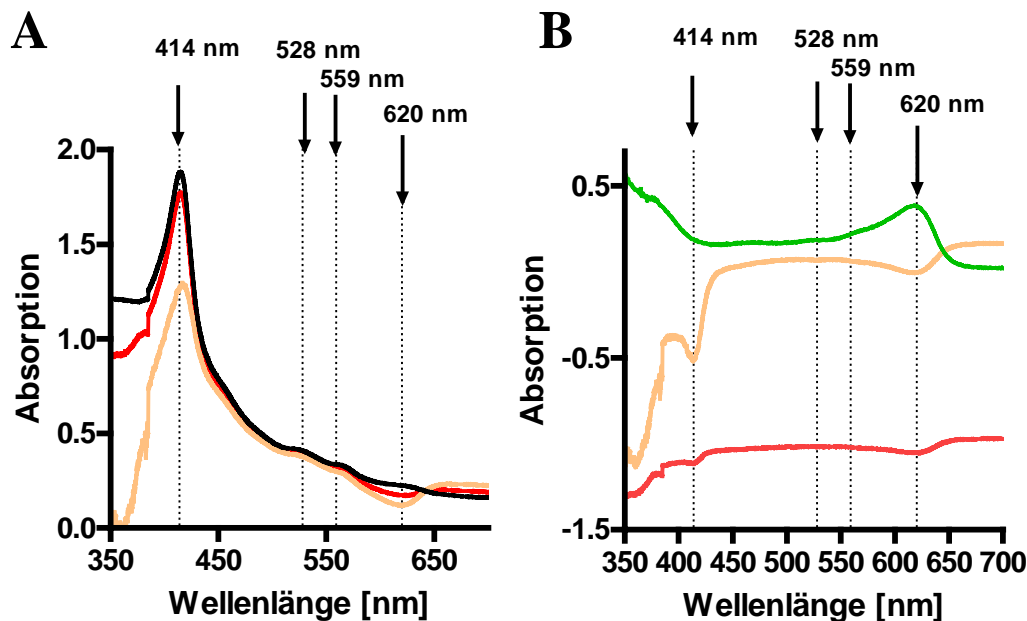 A
414 nm
528 nm
559 nm
620 nm
2.0
1.5
1.0
0.5
0.0
Absorption
350
450
550
650
Wellenlänge [nm]
B
414 nm
528 nm
559 nm
620 nm
0.5
-0.5
-1.5
Absorption
350 400 450 500 550 600 650 700
Wellenlänge [nm]